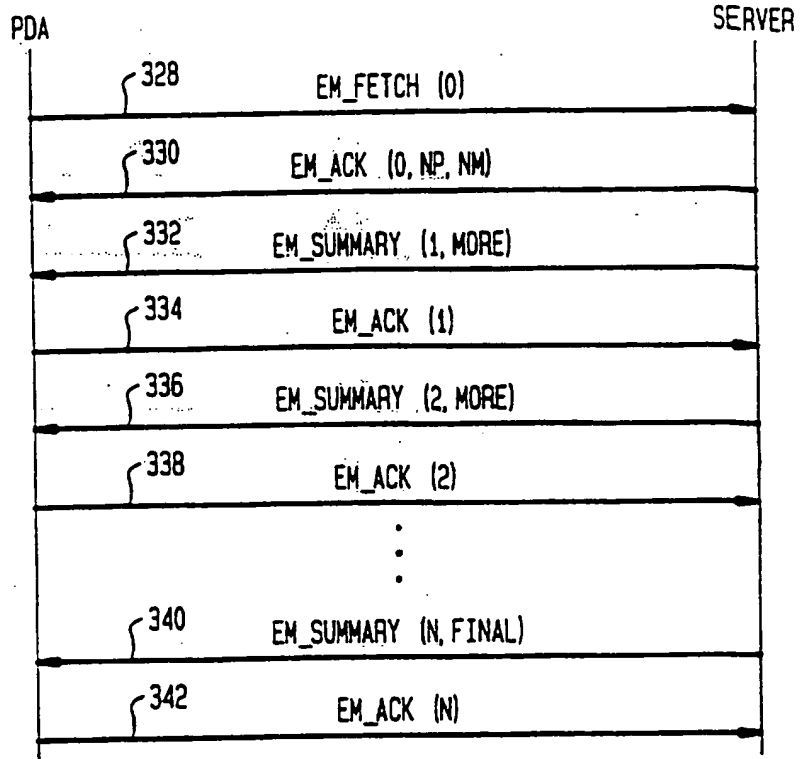 PDA
SERVER
328
EM_FETCH (0)
330
EM_ACK (0, NP, NM)
332
EM_SUMMARY (1, MORE)
334
EM_ACK (1)
336
EM_SUMMARY (2, MORE)
338
EM_ACK (2)
340
EM_SUMMARY (N, FINAL)
342
EM_ACK (N)